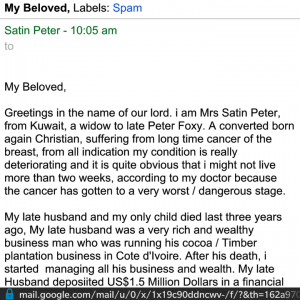 My Beloved, Labels: Spam
Satin Peter - 10:05 am
to
My Beloved,
Greetings in the name of our lord. i am Mrs Satin Peter,
from Kuwait, a widow to late Peter Foxy. A converted born
again Christian, suffering from long time cancer of the
breast, from all indication my condition is really
deteriorating and it is quite obvious that i might not live
more than two weeks, according to my doctor because
the cancer has gotten to a very worst / dangerous stage.
My late husband and my only child died last three years
ago, My late husband was a very rich and wealthy
business man who was running his cocoa / Timber
plantation business in Cote d'Ivoire. After his death, i
started managing all his business and wealth. My late
Husband deposiited US$1.5 Million Dollars in a financial
mail.google.com/mail/u/0/x/1x19c90ddncwv-/f/?&th=162a97